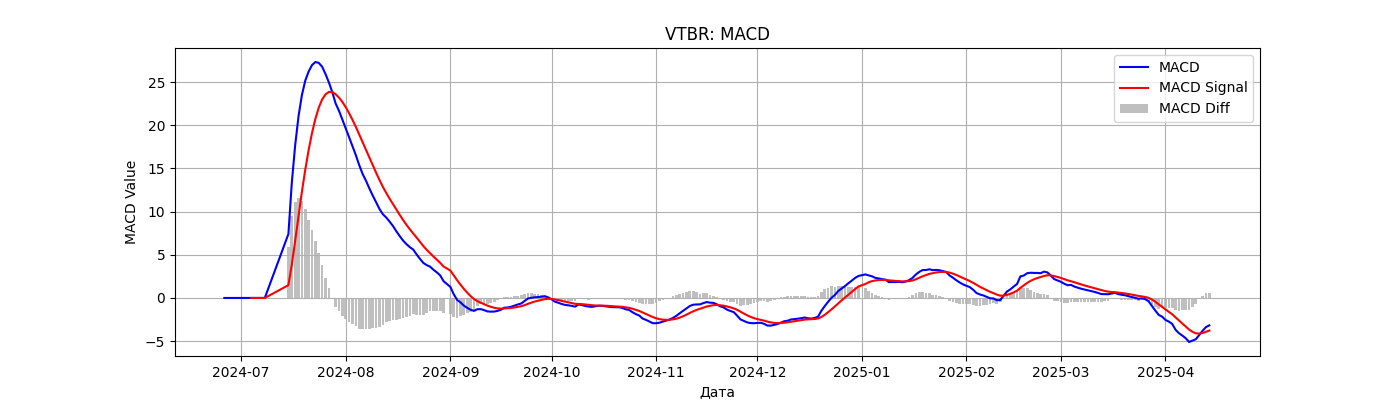 VTBR: MACD
MACD
MACD Signal
MACD Diff
MACD Value
25
20
15
10
5
0
−5
2024-07 2024-08 2024-09 2024-10 2024-11 2024-12 2025-01 2025-02 2025-03 2025-04
Дата